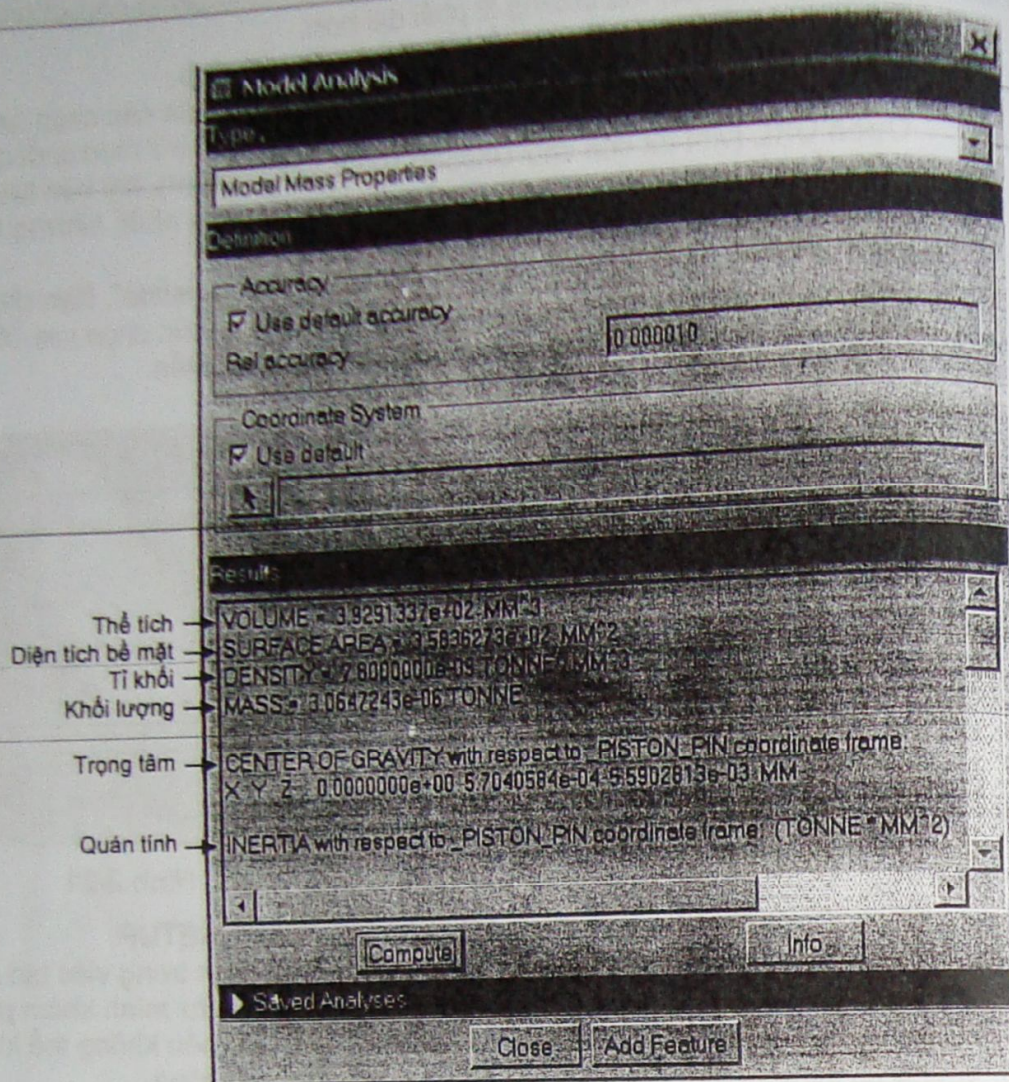 Model Analysis
Type
Model Mass Properties
Definition
Accuracy
Use default accuracy
Rel accuracy
0.000010
Coordinate System
Use default
Results
Thể tích
VOLUME = 3.9291337e+02 MM^3
Diện tích bề mặt
SURFACE AREA = 3.5836273e+02 MM^2
Tỉ khối
DENSITY = 7.8000000e-09 TONNE / MM^3
Khối lượng
MASS = 3.0647243e-06 TONNE
Trọng tâm
CENTER OF GRAVITY with respect to _PISTON_PIN coordinate frame:
X Y Z 0.0000000e+00 5.7040584e-04 5.5902813e-03 MM
Quán tính
INERTIA with respect to _PISTON_PIN coordinate frame: (TONNE * MM^2)
Compute
Info
Saved Analyses
Close
Add Feature